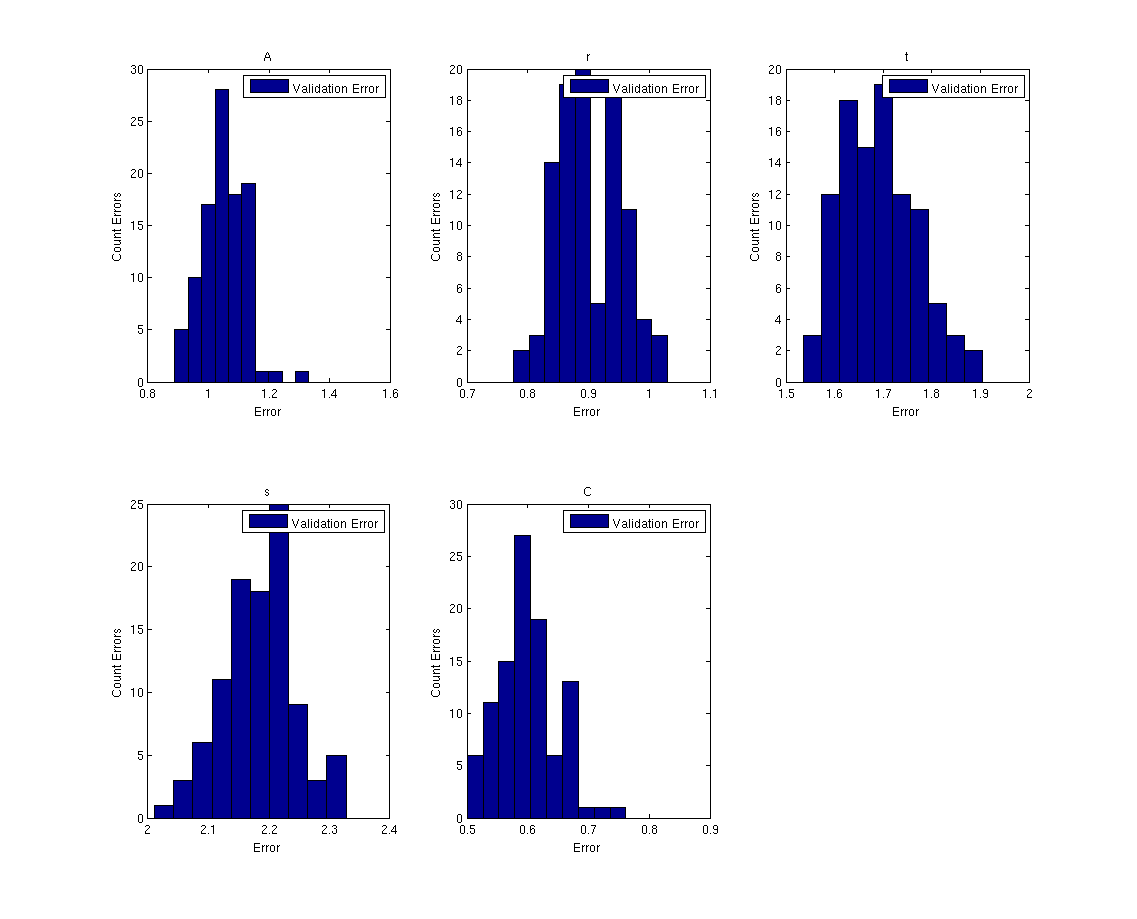 A
Validation Error
30
25
20
15
10
5
0
0.8 1 1.2 1.4 1.6
Count Errors
Error
r
Validation Error
20
18
16
14
12
10
8
6
4
2
0
0.7 0.8 0.9 1 1.1
Count Errors
Error
t
Validation Error
20
18
16
14
12
10
8
6
4
2
0
1.5 1.6 1.7 1.8 1.9 2
Count Errors
Error
s
Validation Error
25
20
15
10
5
0
2 2.1 2.2 2.3 2.4
Count Errors
Error
C
Validation Error
30
25
20
15
10
5
0
0.5 0.6 0.7 0.8 0.9
Count Errors
Error